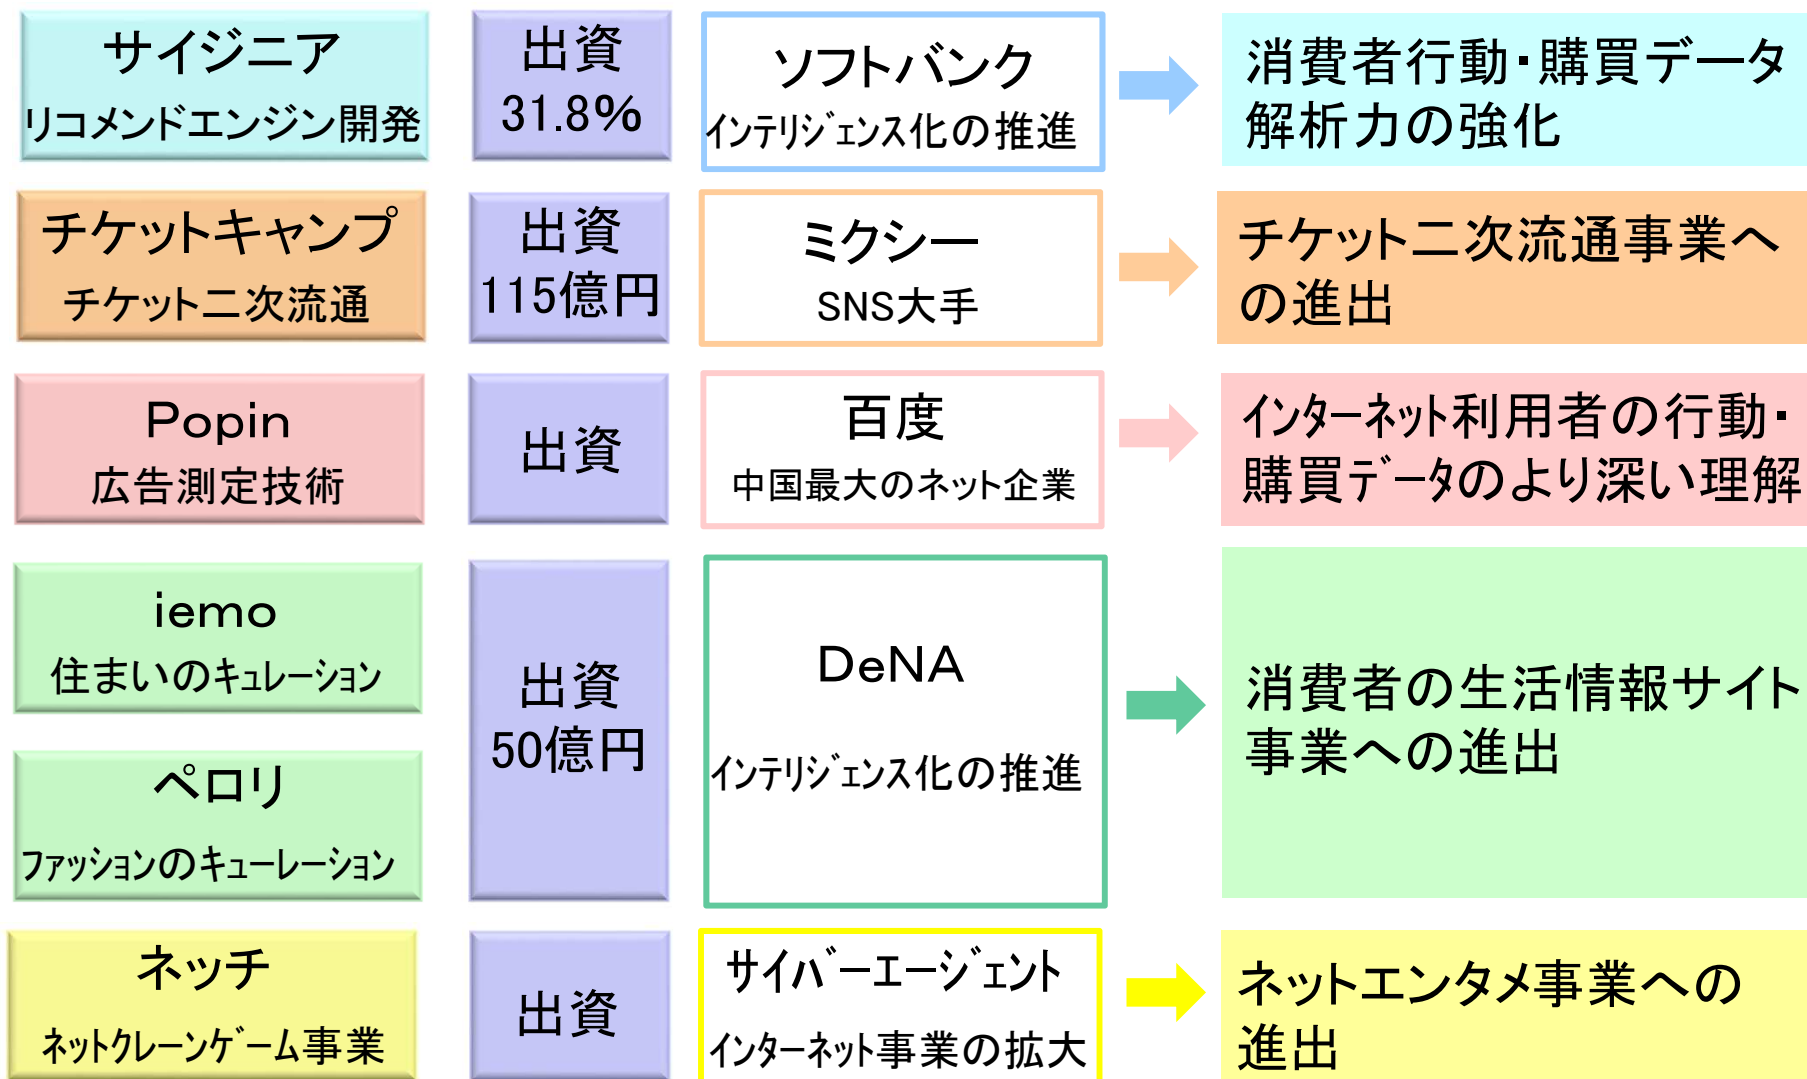 サイジニア
リコメンドエンジン開発
出資
31.8%
ソフトバンク
インテリジェンス化の推進
消費者行動・購買データ
解析力の強化
チケットキャンプ
チケット二次流通
出資
115億円
ミクシー
SNS大手
チケット二次流通事業へ
の進出
Popin
広告測定技術
出資
百度
中国最大のネット企業
インターネット利用者の行動・
購買データのより深い理解
iemo
住まいのキュレーション
ペロリ
ファッションのキューレーション
出資
50億円
DeNA
インテリジェンス化の推進
消費者の生活情報サイト
事業への進出
ネッチ
ネットクレーンゲーム事業
出資
サイバーエージェント
インターネット事業の拡大
ネットエンタメ事業への
進出